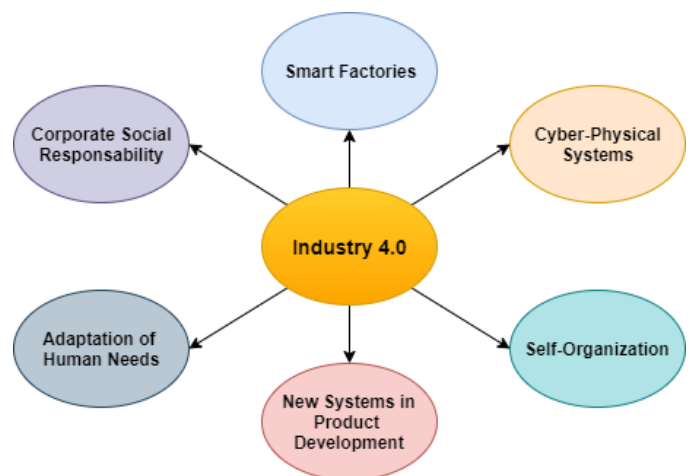 Smart Factories
Corporate Social
Responsability
Cyber-Physical
Systems
Industry 4.0
Adaptation of
Human Needs
Self-Organization
New Systems in
Product
Development